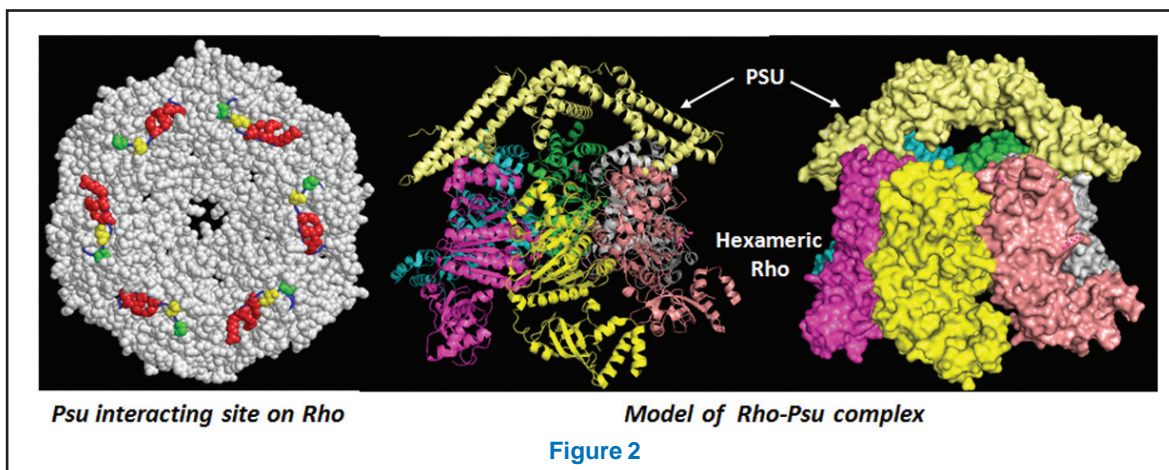 PSU
Hexameric
Rho
Psu interacting site on Rho
Model of Rho-Psu complex
Figure 2